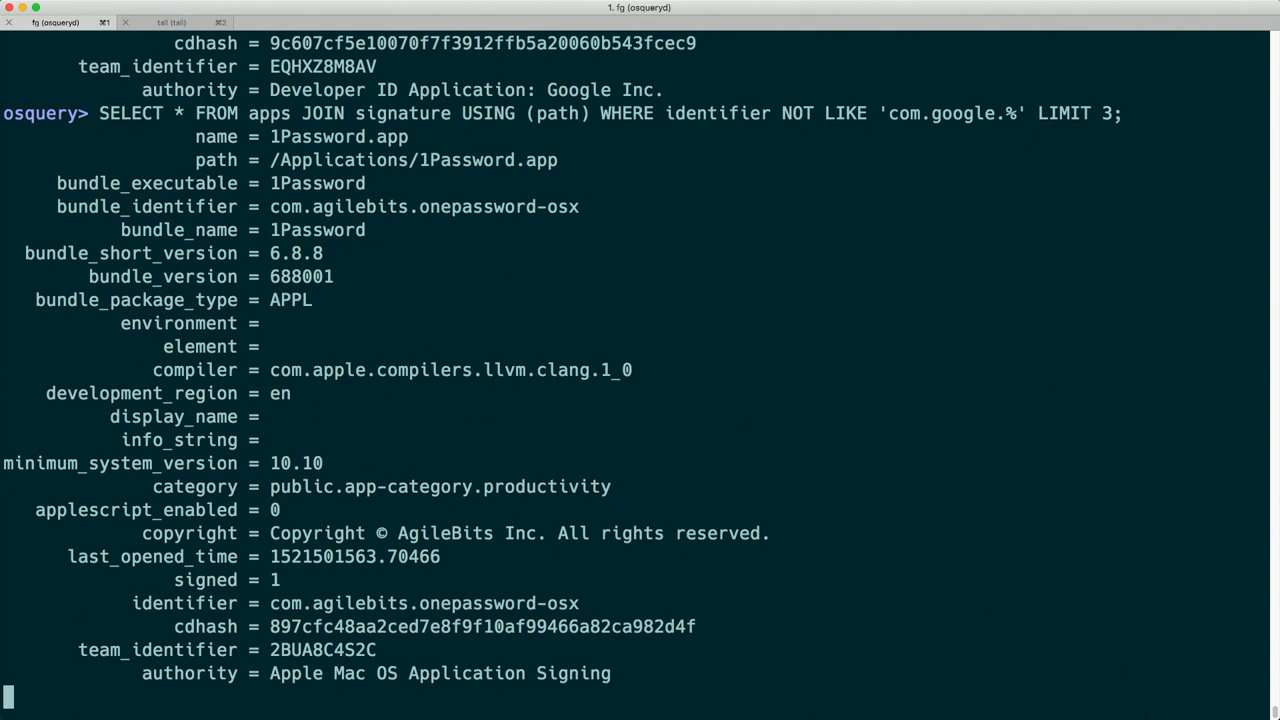 1. fg (osqueryd)
fg (osqueryd) ⌘1 tall (tall) ⌘2
cdhash = 9c607cf5e10070f7f3912ffb5a20060b543fcec9
team_identifier = EQHXZ8M8AV
authority = Developer ID Application: Google Inc.
osquery> SELECT * FROM apps JOIN signature USING (path) WHERE identifier NOT LIKE 'com.google.%' LIMIT 3;
name = 1Password.app
path = /Applications/1Password.app
bundle_executable = 1Password
bundle_identifier = com.agilebits.onepassword-osx
bundle_name = 1Password
bundle_short_version = 6.8.8
bundle_version = 688001
bundle_package_type = APPL
environment =
element =
compiler = com.apple.compilers.llvm.clang.1_0
development_region = en
display_name =
info_string =
minimum_system_version = 10.10
category = public.app-category.productivity
applescript_enabled = 0
copyright = Copyright © AgileBits Inc. All rights reserved.
last_opened_time = 1521501563.70466
signed = 1
identifier = com.agilebits.onepassword-osx
cdhash = 897cfc48aa2ced7e8f9f10af99466a82ca982d4f
team_identifier = 2BUA8C4S2C
authority = Apple Mac OS Application Signing